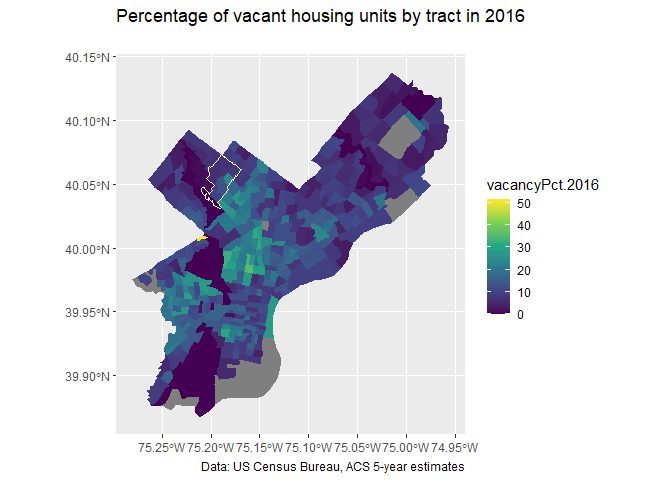 Percentage of vacant housing units by tract in 2016
40.15°N
40.10°N
40.05°N
40.00°N
39.95°N
39.90°N
75.25°W 75.20°W 75.15°W 75.10°W 75.05°W 75.00°W 74.95°W
vacancyPct.2016
50
40
30
20
10
0
Data: US Census Bureau, ACS 5-year estimates